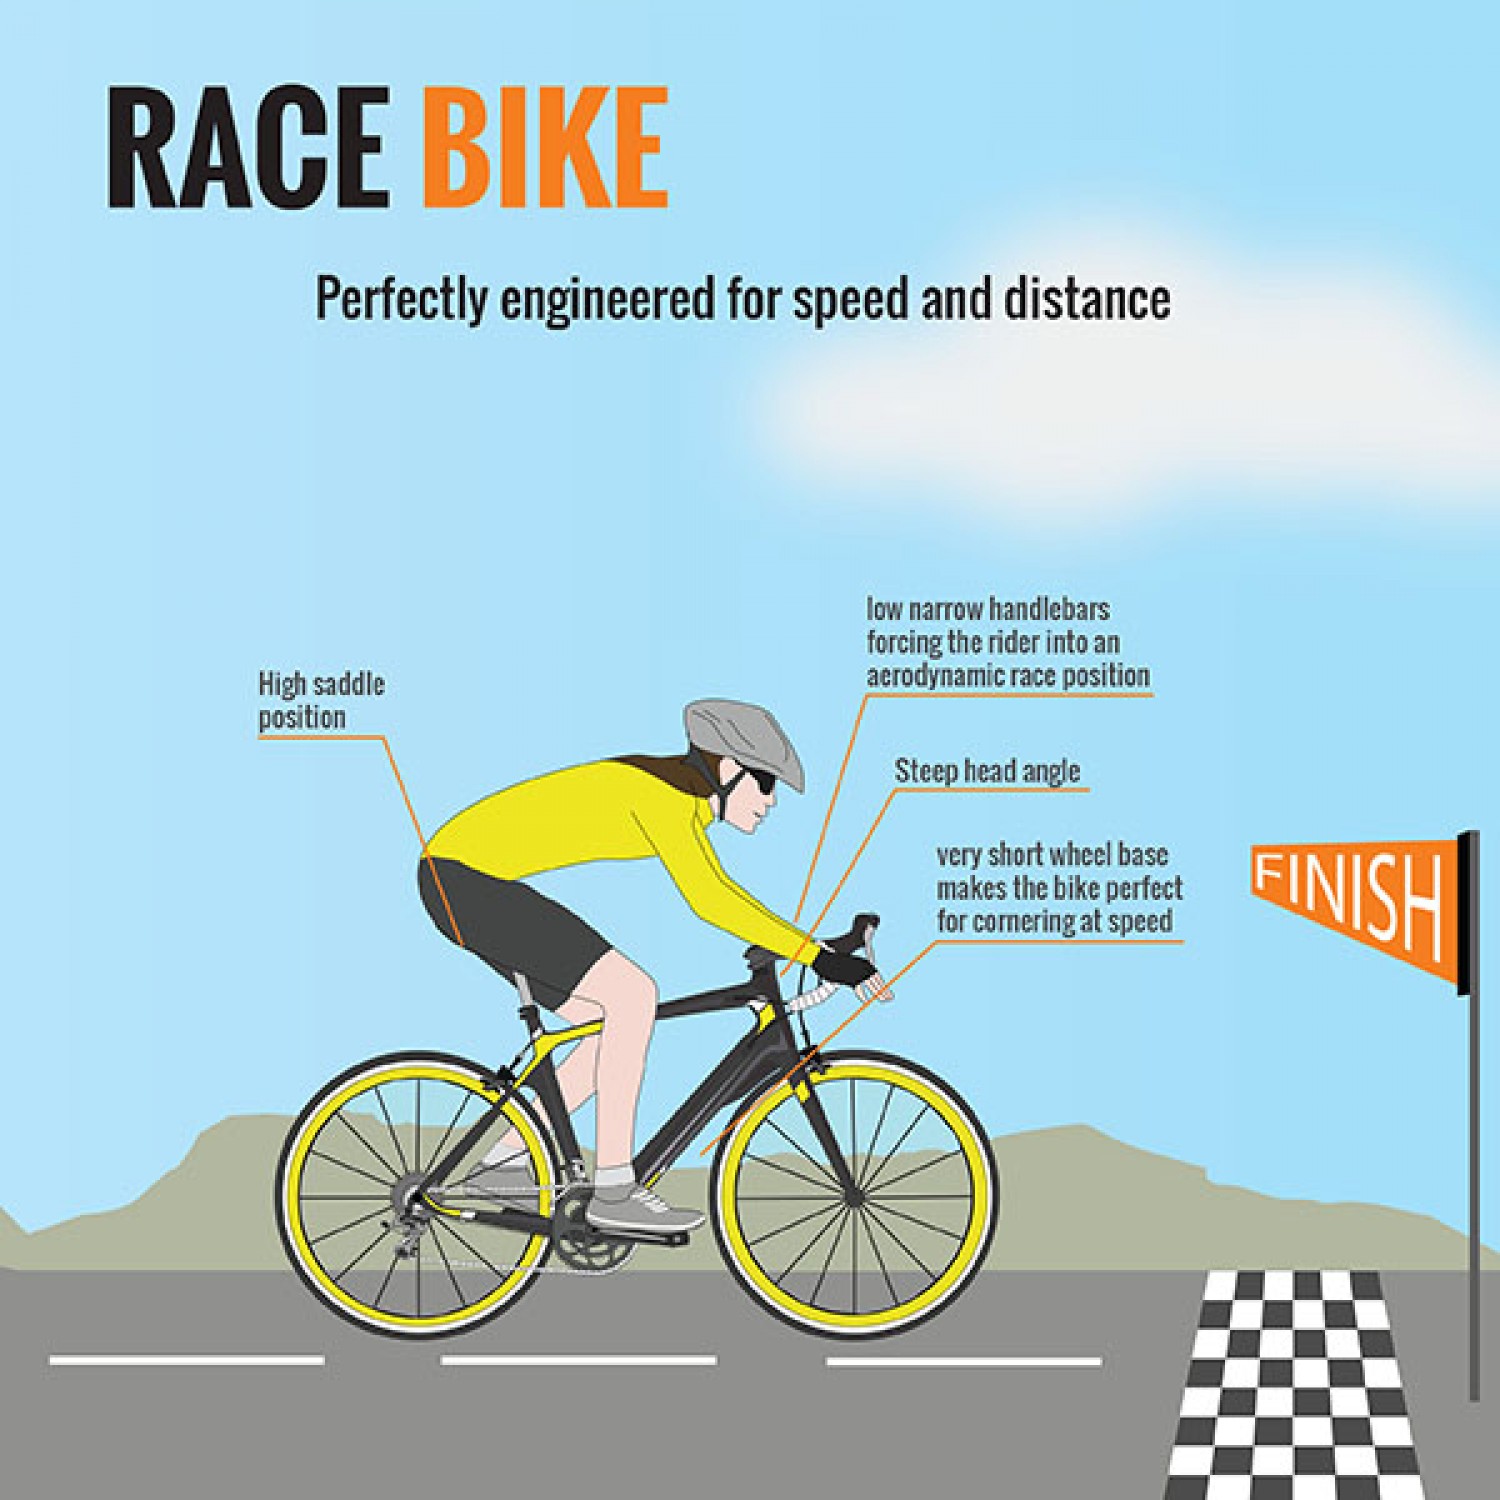 RACE BIKE
Perfectly engineered for speed and distance
low narrow handlebars
forcing the rider into an
aerodynamic race position
High saddle
position
Steep head angle
very short wheel base
makes the bike perfect
for cornering at speed
FINISH